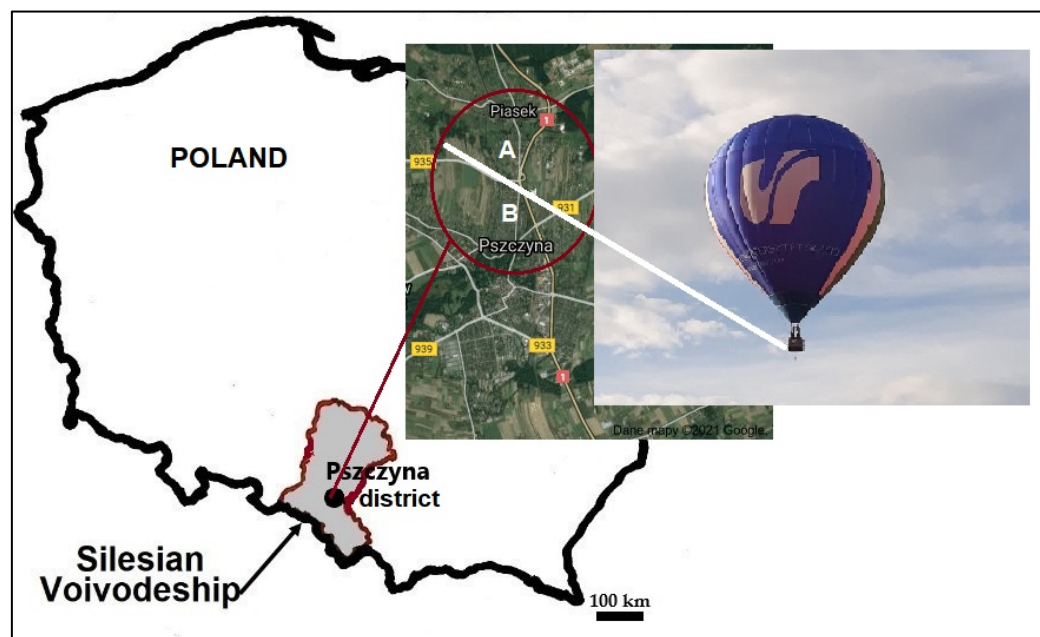 POLAND
Piasek
1
935
A
B
931
Pszczyna
939
933
1
Dane mapy ©2021 Google,
Pszczyna
district
Silesian
Voivodeship
100 km